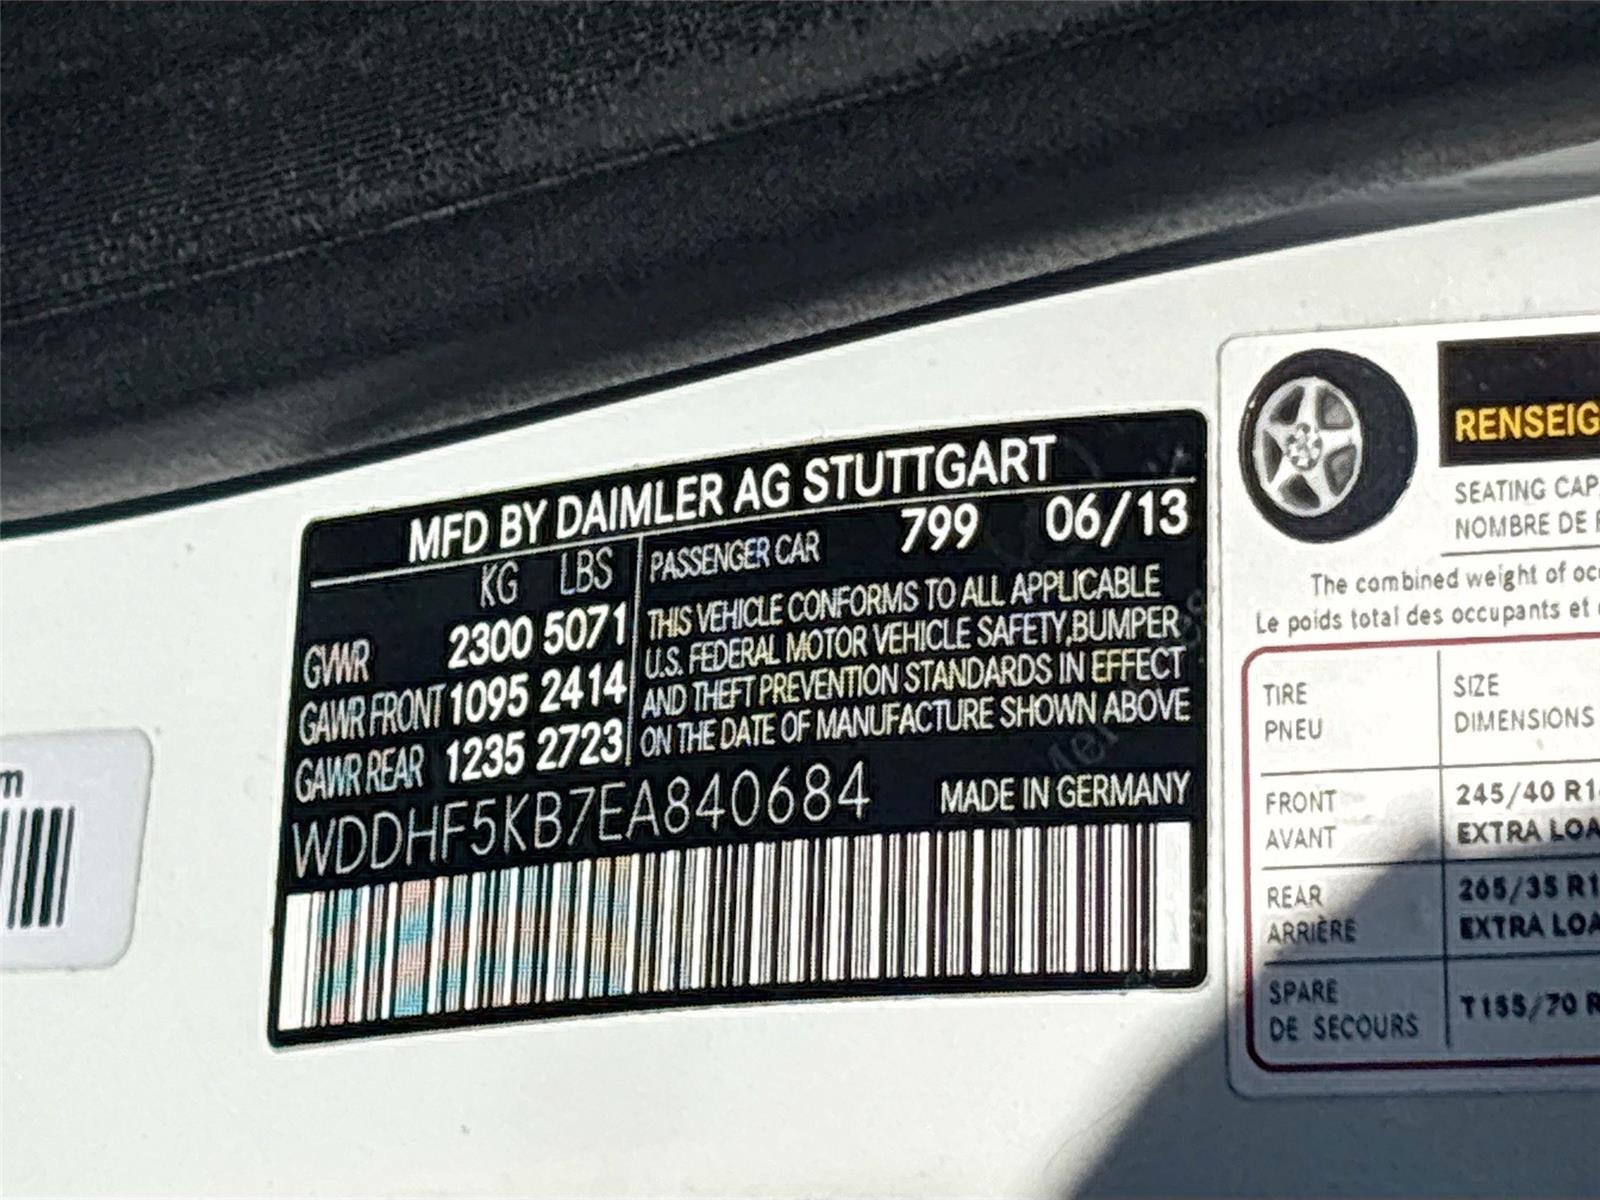 MFD BY DAIMLER AG STUTTGART
KG LBS
PASSENGER CAR 799 06/13
GVWR 2300 5071
GAWR FRONT 1095 2414
GAWR REAR 1235 2723
THIS VEHICLE CONFORMS TO ALL APPLICABLE
U.S. FEDERAL MOTOR VEHICLE SAFETY,BUMPER
AND THEFT PREVENTION STANDARDS IN EFFECT
ON THE DATE OF MANUFACTURE SHOWN ABOVE
WDDHF5KB7EA840684 MADE IN GERMANY
m
RENSEIG
SEATING CAP
NOMBRE DE
The combined weight of oc
Le poids total des occupants et
TIRE SIZE
PNEU DIMENSIONS
FRONT 245/40 R1
AVANT EXTRA LOA
REAR 265/35 R1
ARRIÈRE EXTRA LOA
SPARE T155/70 R
DE SECOURS